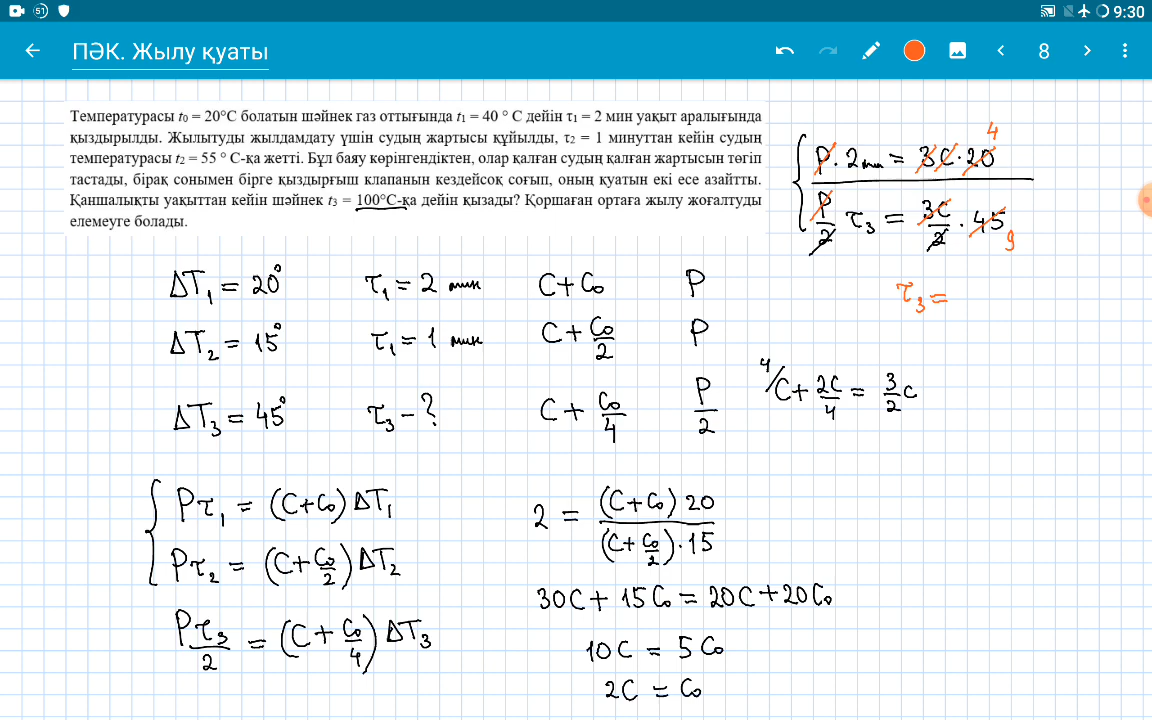 51 9:30
ПӘК. Жылу қуаты 8
Температурасы t₀ = 20°C болатын шәйнек газ оттығында t₁ = 40 ° C дейін τ₁ = 2 мин уақыт аралығында
қыздырылды. Жылытуды жылдамдату үшін судың жартысы құйылды, τ₂ = 1 минуттан кейін судың
температурасы t₂ = 55 ° C-қа жетті. Бұл баяу көрінгендіктен, олар қалған судың қалған жартысын төгіп
тастады, бірақ сонымен бірге қыздырғыш клапанын кездейсоқ соғып, оның қуатын екі есе азайтты.
Қаншалықты уақыттан кейін шәйнек t₃ = 100°C-қа дейін қызады? Қоршаған ортаға жылу жоғалтуды
елемеуге болады.
ΔT₁ = 20° τ₁ = 2 мин C + C₀ P
ΔT₂ = 15° τ₁ = 1 мин C + C₀/2 P
ΔT₃ = 45° τ₃ - ? C + C₀/4 P/2
Pτ₁ = (C+C₀) ΔT₁
Pτ₂ = (C+C₀/2) ΔT₂
Pτ₃/2 = (C + C₀/4) ΔT₃
2 = (C+C₀) 20 / (C+C₀/2)·15
30C + 15C₀ = 20C + 20C₀
10C = 5C₀
2C = C₀
4
P · 2мин = 3C · 20
P/2 τ₃ = 3C/2 · 45
9
τ₃ =
4/C + 2C/4 = 3/2 C